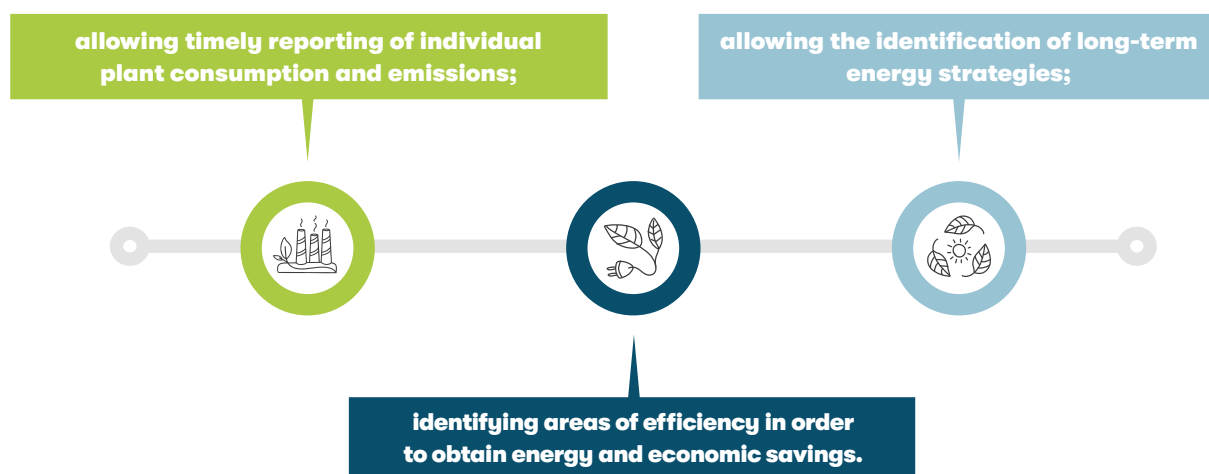 allowing timely reporting of individual
plant consumption and emissions;
allowing the identification of long-term
energy strategies;
identifying areas of efficiency in order
to obtain energy and economic savings.